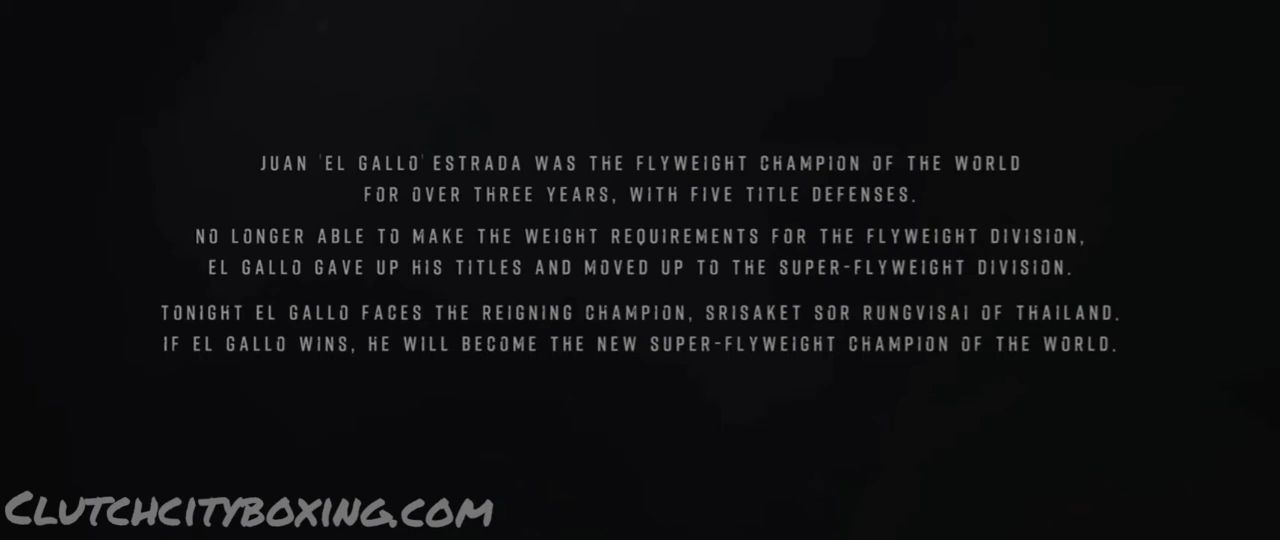 JUAN 'EL GALLO' ESTRADA WAS THE FLYWEIGHT CHAMPION OF THE WORLD
FOR OVER THREE YEARS, WITH FIVE TITLE DEFENSES.
NO LONGER ABLE TO MAKE THE WEIGHT REQUIREMENTS FOR THE FLYWEIGHT DIVISION,
EL GALLO GAVE UP HIS TITLES AND MOVED UP TO THE SUPER-FLYWEIGHT DIVISION.
TONIGHT EL GALLO FACES THE REIGNING CHAMPION, SRISAKET SOR RUNGVISAI OF THAILAND.
IF EL GALLO WINS, HE WILL BECOME THE NEW SUPER-FLYWEIGHT CHAMPION OF THE WORLD.
CLUTCHCITYBOXING.COM